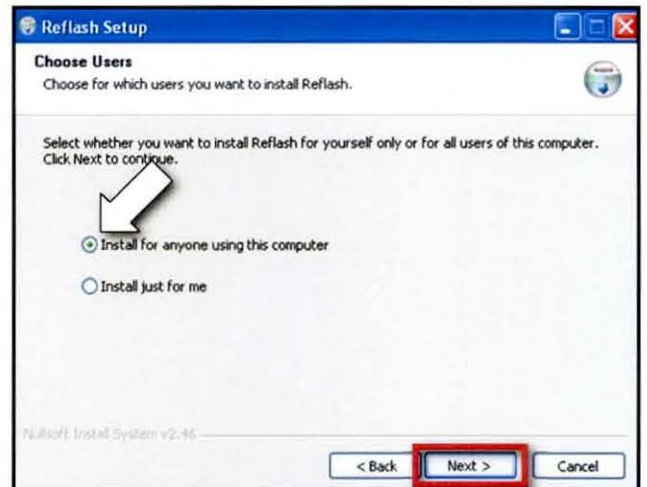 Reflash Setup
Choose Users
Choose for which users you want to install Reflash.
Select whether you want to install Reflash for yourself only or for all users of this computer.
Click Next to continue.
Install for anyone using this computer
Install just for me
Nullsoft Install System v2.46
< Back
Next >
Cancel